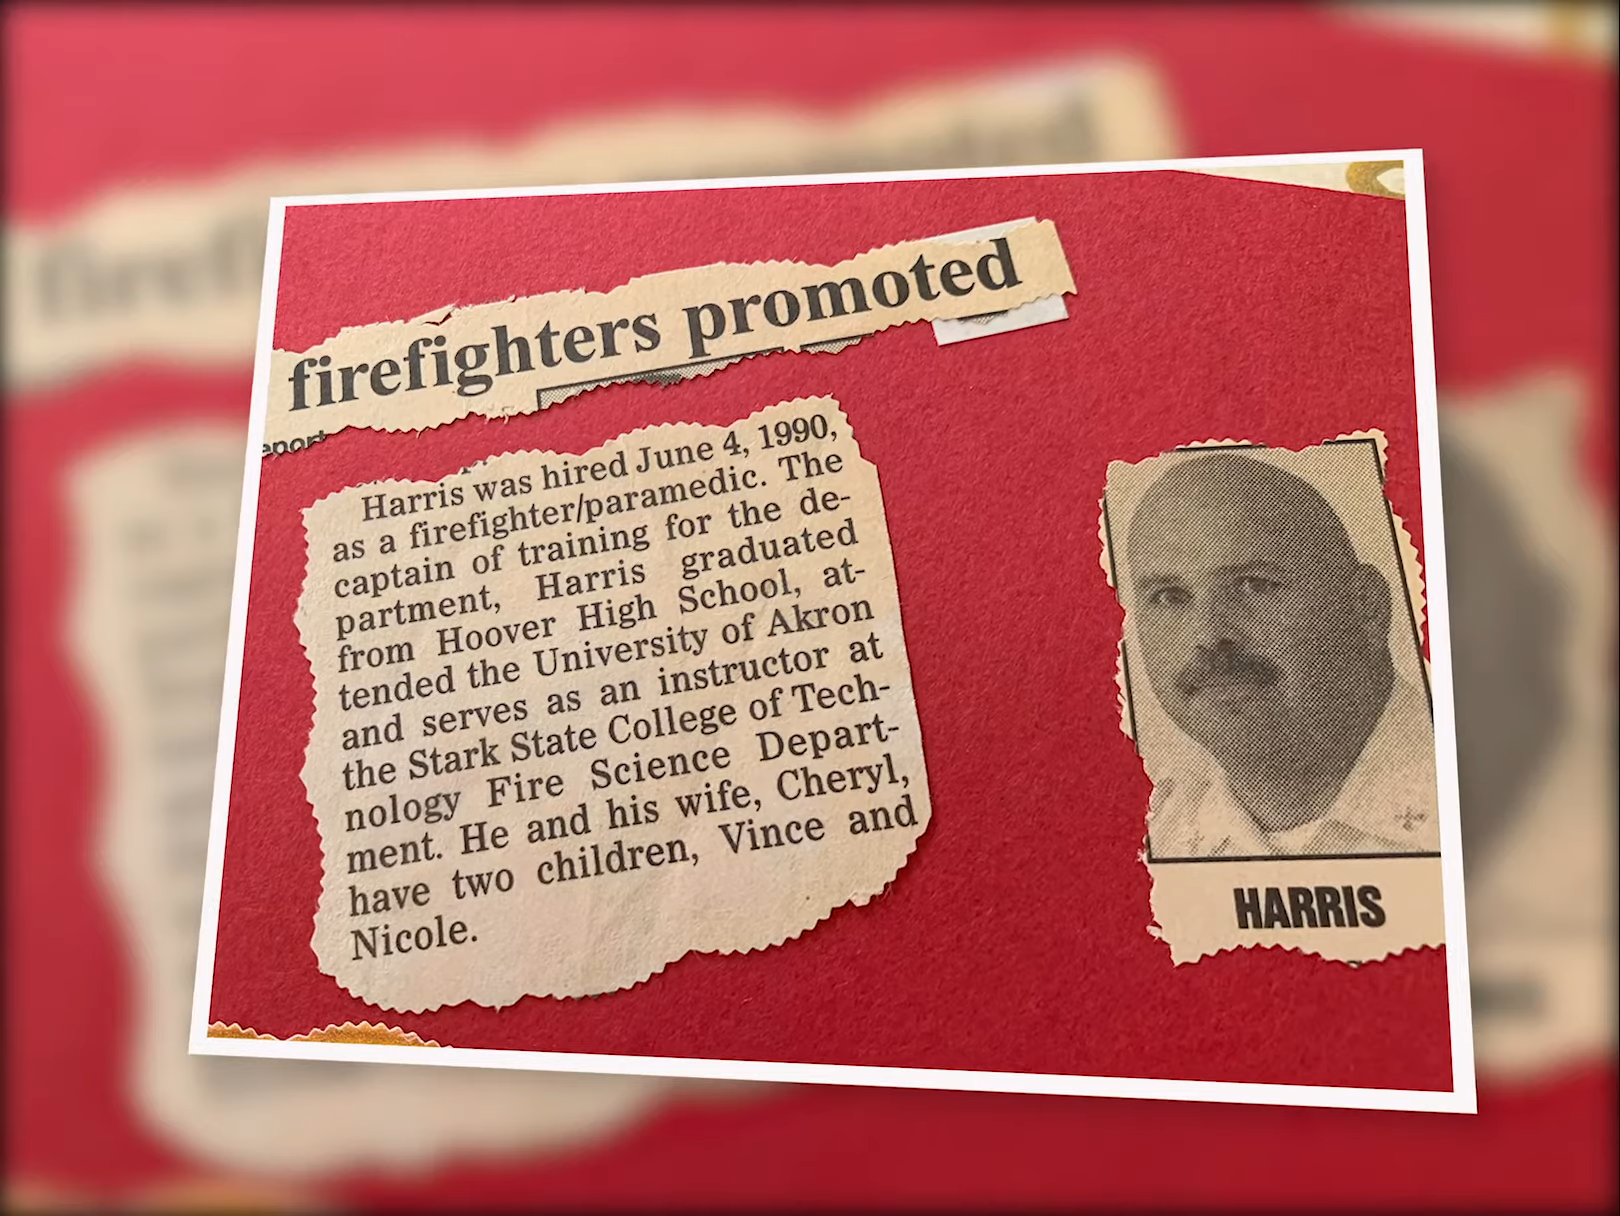 firefighters promoted
eport
Harris was hired June 4, 1990,
as a firefighter/paramedic. The
captain of training for the de-
partment, Harris graduated
from Hoover High School, at-
tended the University of Akron
and serves as an instructor at
the Stark State College of Tech-
nology Fire Science Depart-
ment. He and his wife, Cheryl,
have two children, Vince and
Nicole.
HARRIS